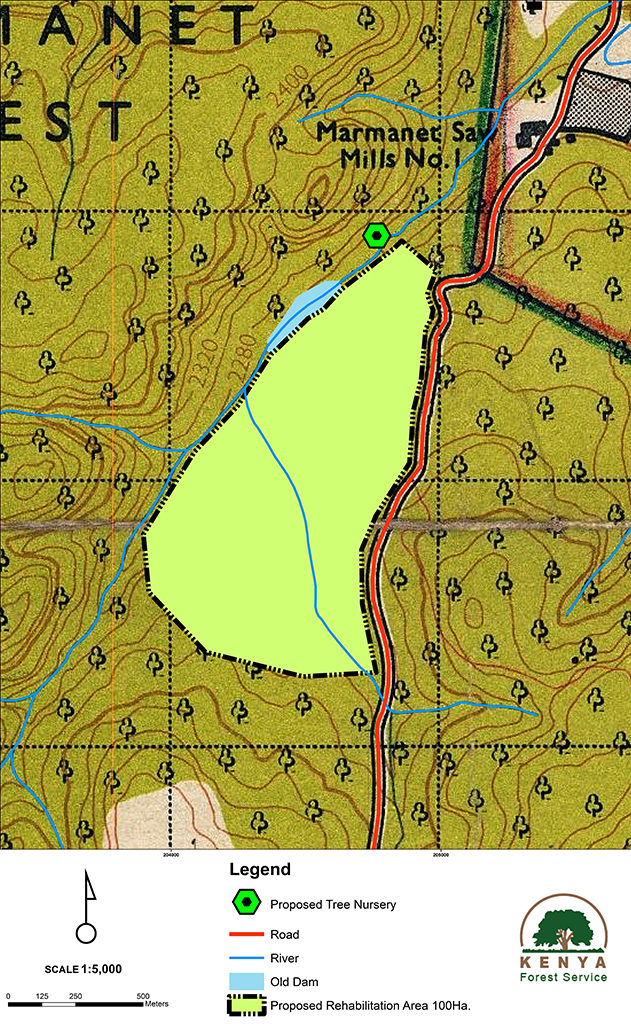 MANET
EST
2400
Marmanet Saw
Mills No.1
2320
2280
204000
205000
Legend
Proposed Tree Nursery
Road
River
Old Dam
Proposed Rehabilitation Area 100Ha.
SCALE 1:5,000
0 125 250 500
Meters
KENYA
Forest Service